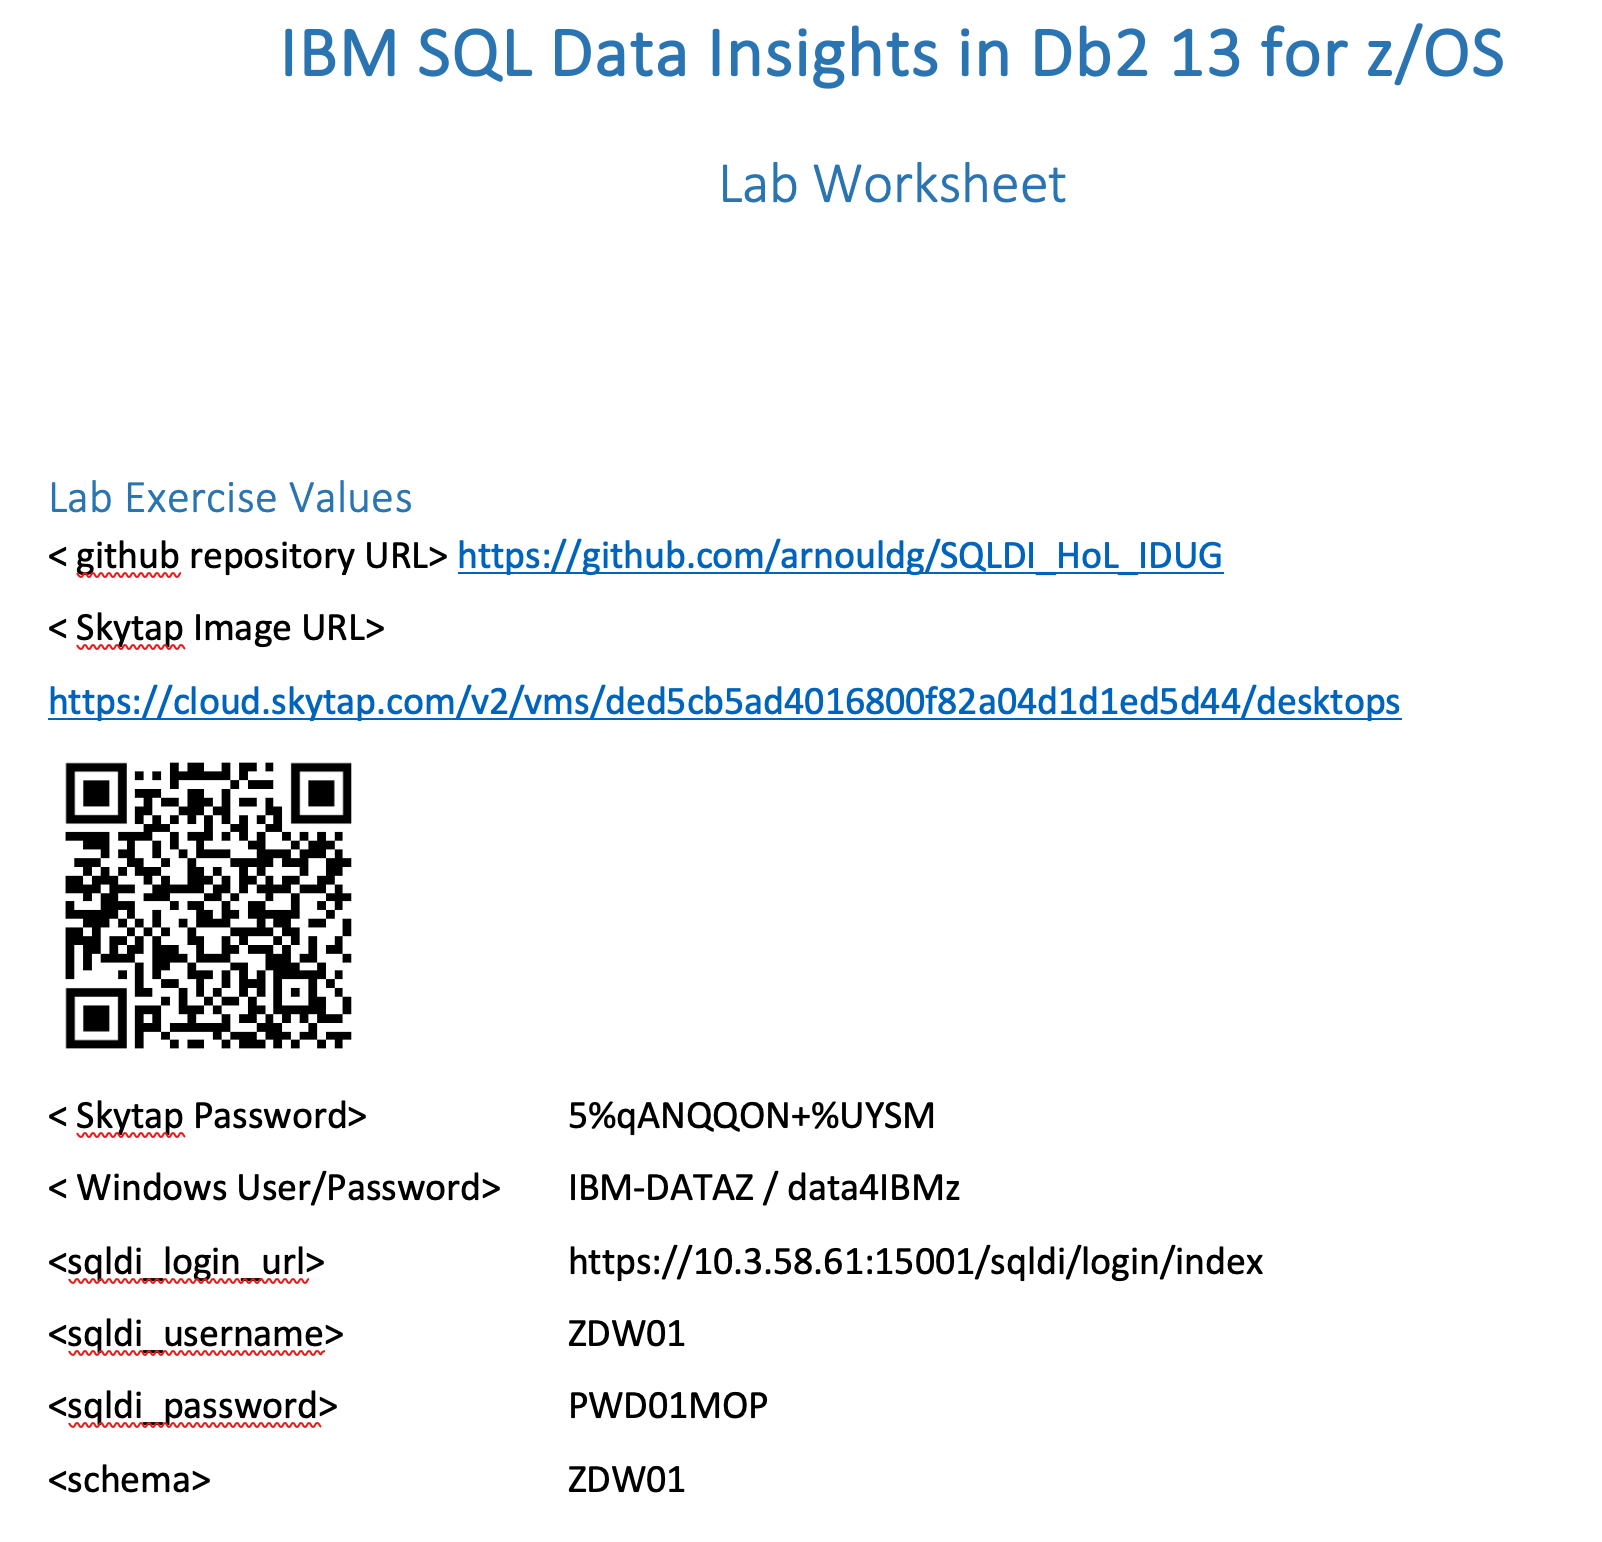 IBM SQL Data Insights in Db2 13 for z/OS
Lab Worksheet
Lab Exercise Values
< github repository URL> https://github.com/arnouldg/SQLDI_HoL_IDUG
< Skytap Image URL>
https://cloud.skytap.com/v2/vms/ded5cb5ad4016800f82a04d1d1ed5d44/desktops
< Skytap Password> 5%qANQQON+%UYSM
< Windows User/Password> IBM-DATAZ / data4IBMz
<sqldi_login_url> https://10.3.58.61:15001/sqldi/login/index
<sqldi_username> ZDW01
<sqldi_password> PWD01MOP
<schema> ZDW01